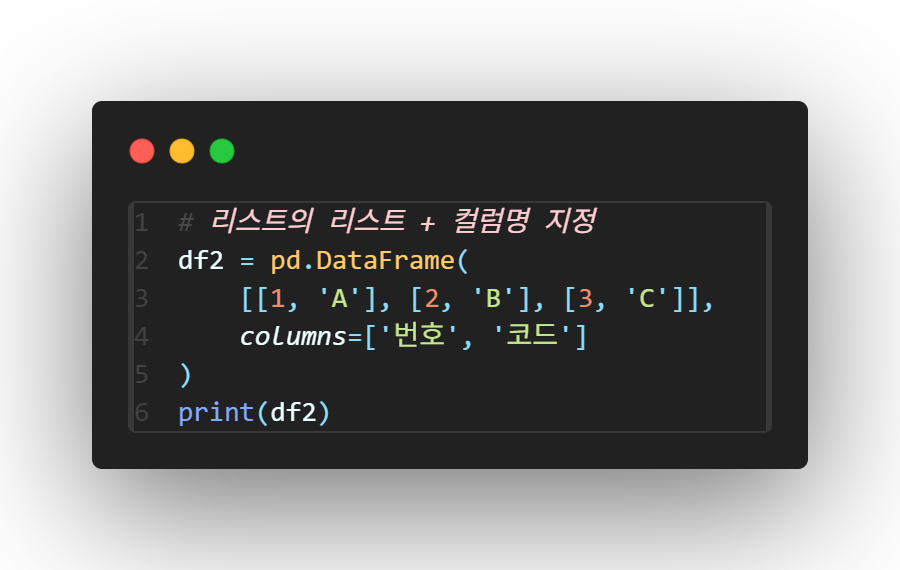 1 # 리스트의 리스트 + 컬럼명 지정
2 df2 = pd.DataFrame(
3     [[1, 'A'], [2, 'B'], [3, 'C']],
4     columns=['번호', '코드']
5 )
6 print(df2)